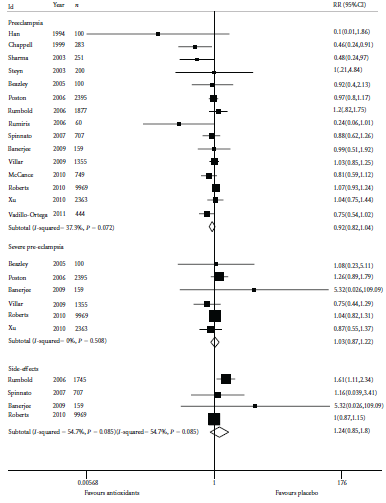 Id Year n RR (95%CI)
Preeclampsia
Han 1994 100 0.1(0.01,1.86)
Chappell 1999 283 0.46(0.24,0.91)
Sharma 2003 251 0.48(0.24,97)
Steyn 2003 200 1(.21,4.84)
Beazley 2005 100 0.92(0.4,2.13)
Poston 2006 2395 0.97(0.8,1.17)
Rumbold 2006 1877 1.2(.82,1.75)
Rumiris 2006 60 0.24(0.06,1.01)
Spinnato 2007 707 0.88(0.62,1.26)
Banerjee 2009 159 0.99(0.51,1.92)
Villar 2009 1355 1.03(0.85,1.25)
McCance 2010 749 0.81(0.59,1.12)
Roberts 2010 9969 1.07(0.93,1.24)
Xu 2010 2363 1.04(0.75,1.44)
Vadillo-Ortega 2011 444 0.75(0.54,1.02)
Subtotal (I-squared= 37.3%, P = 0.072) 0.92(0.82,1.04)
Severe pre-eclampsia
Beazley 2005 100 1.08(0.23,5.11)
Poston 2006 2395 1.26(0.89,1.79)
Banerjee 2009 159 5.32(0.026,109.09)
Villar 2009 1355 0.75(0.44,1.29)
Roberts 2010 9969 1.04(0.82,1.31)
Xu 2010 2363 0.87(0.55,1.37)
Subtotal (I-squared= 0%, P = 0.508) 1.03(0.87,1.22)
Side-effects
Rumbold 2006 1745 1.61(1.11,2.34)
Spinnato 2007 707 1.16(0.039,3.41)
Banerjee 2009 159 5.32(0.026,109.09)
Roberts 2010 9969 1(0.87,1.15)
Subtotal (I-squared = 54.7%, P = 0.085)(I-squared= 54.7%, P = 0.085) 1.24(0.85,1.8)
0.00568 1 176
Favours antioxidants Favours placebo